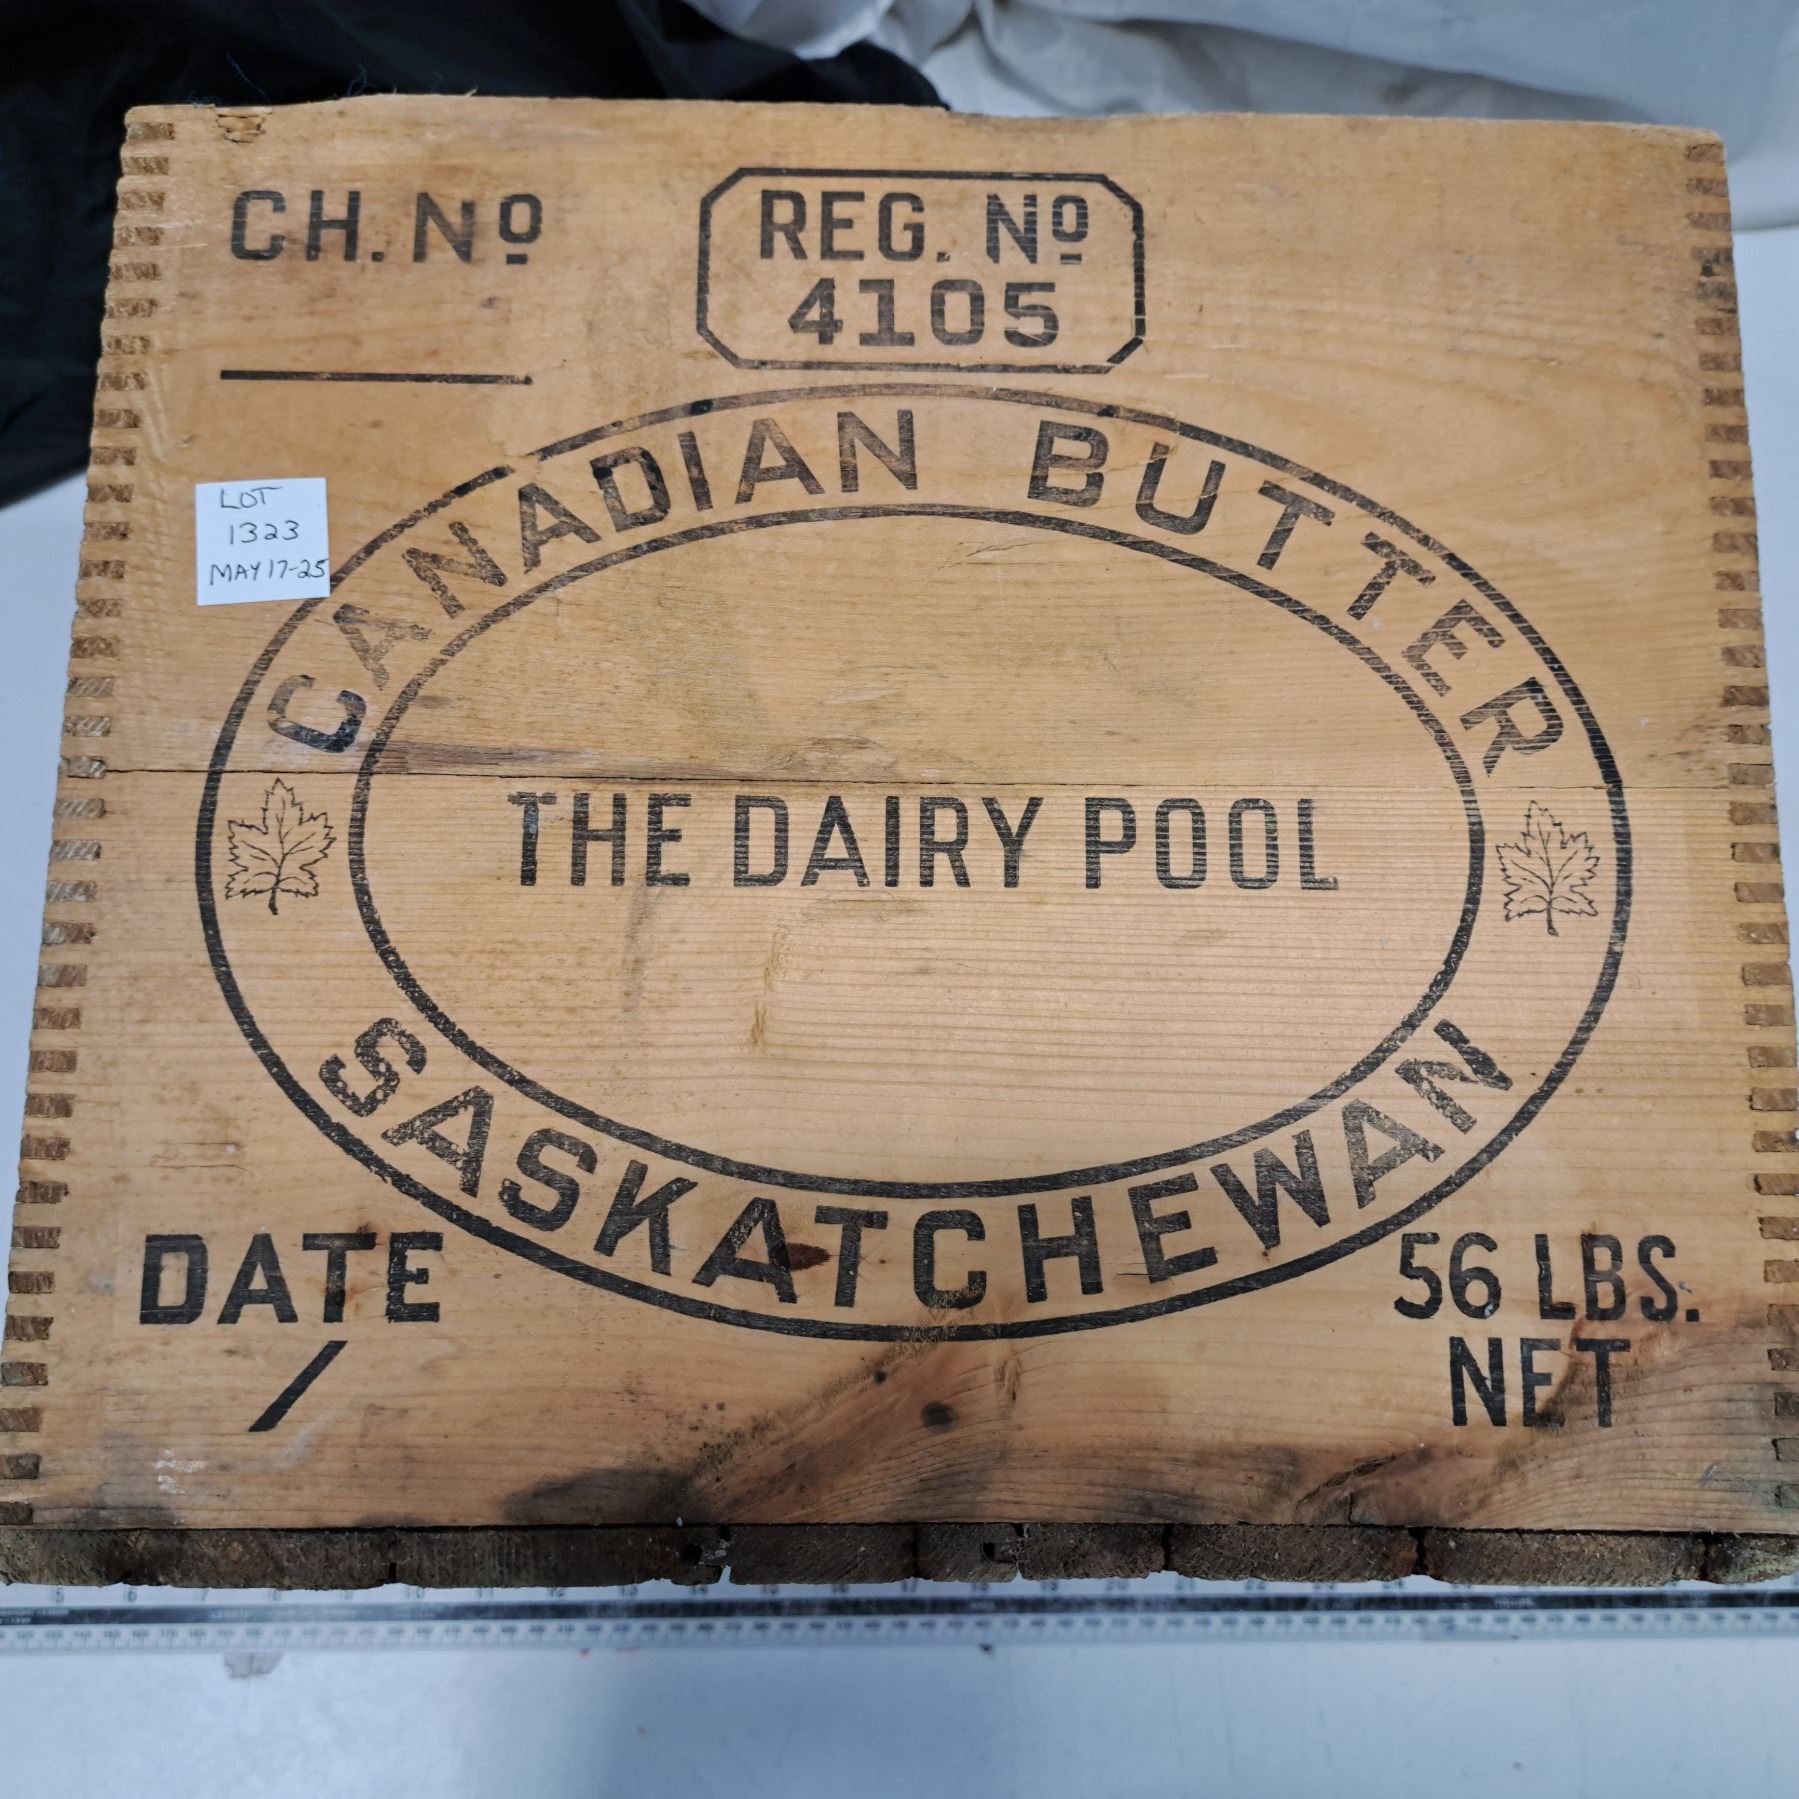 CH. Nº
REG. Nº
4105
LOT
1323
MAY 17-25
CANADIAN BUTTER
THE DAIRY POOL
SASKATCHEWAN
DATE
/
56 LBS.
NET